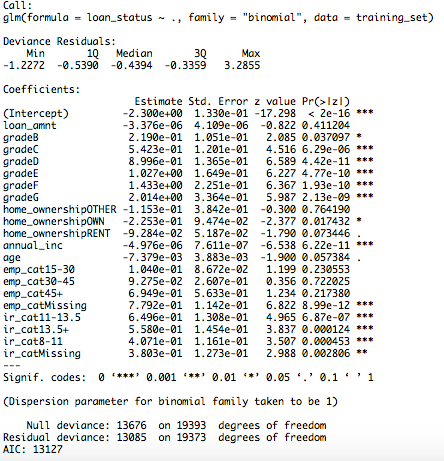 Call:
glm(formula = loan_status ~ ., family = "binomial", data = training_set)
Deviance Residuals:
Min 1Q Median 3Q Max
-1.2272 -0.5390 -0.4394 -0.3359 3.2855
Coefficients:
Estimate Std. Error z value Pr(>|z|)
(Intercept) -2.300e+00 1.330e-01 -17.298 < 2e-16 ***
loan_amnt -3.376e-06 4.109e-06 -0.822 0.411204
gradeB 2.190e-01 1.051e-01 2.085 0.037097 *
gradeC 5.423e-01 1.201e-01 4.516 6.29e-06 ***
gradeD 8.996e-01 1.365e-01 6.589 4.42e-11 ***
gradeE 1.027e+00 1.649e-01 6.227 4.77e-10 ***
gradeF 1.433e+00 2.251e-01 6.367 1.93e-10 ***
gradeG 2.014e+00 3.364e-01 5.987 2.13e-09 ***
home_ownershipOTHER -1.153e-01 3.842e-01 -0.300 0.764190
home_ownershipOWN -2.253e-01 9.474e-02 -2.377 0.017432 *
home_ownershipRENT -9.284e-02 5.187e-02 -1.790 0.073446 .
annual_inc -4.976e-06 7.611e-07 -6.538 6.22e-11 ***
age -7.379e-03 3.883e-03 -1.900 0.057384 .
emp_cat15-30 1.040e-01 8.672e-02 1.199 0.230553
emp_cat30-45 9.275e-02 2.607e-01 0.356 0.722025
emp_cat45+ 6.949e-01 5.633e-01 1.234 0.217380
emp_catMissing 7.792e-01 1.142e-01 6.822 8.99e-12 ***
ir_cat11-13.5 6.496e-01 1.308e-01 4.965 6.87e-07 ***
ir_cat13.5+ 5.580e-01 1.454e-01 3.837 0.000124 ***
ir_cat8-11 4.071e-01 1.161e-01 3.507 0.000453 ***
ir_catMissing 3.803e-01 1.273e-01 2.988 0.002806 **
---
Signif. codes: 0 ‘***’ 0.001 ‘**’ 0.01 ‘*’ 0.05 ‘.’ 0.1 ‘ ’ 1
(Dispersion parameter for binomial family taken to be 1)
Null deviance: 13676 on 19393 degrees of freedom
Residual deviance: 13085 on 19373 degrees of freedom
AIC: 13127